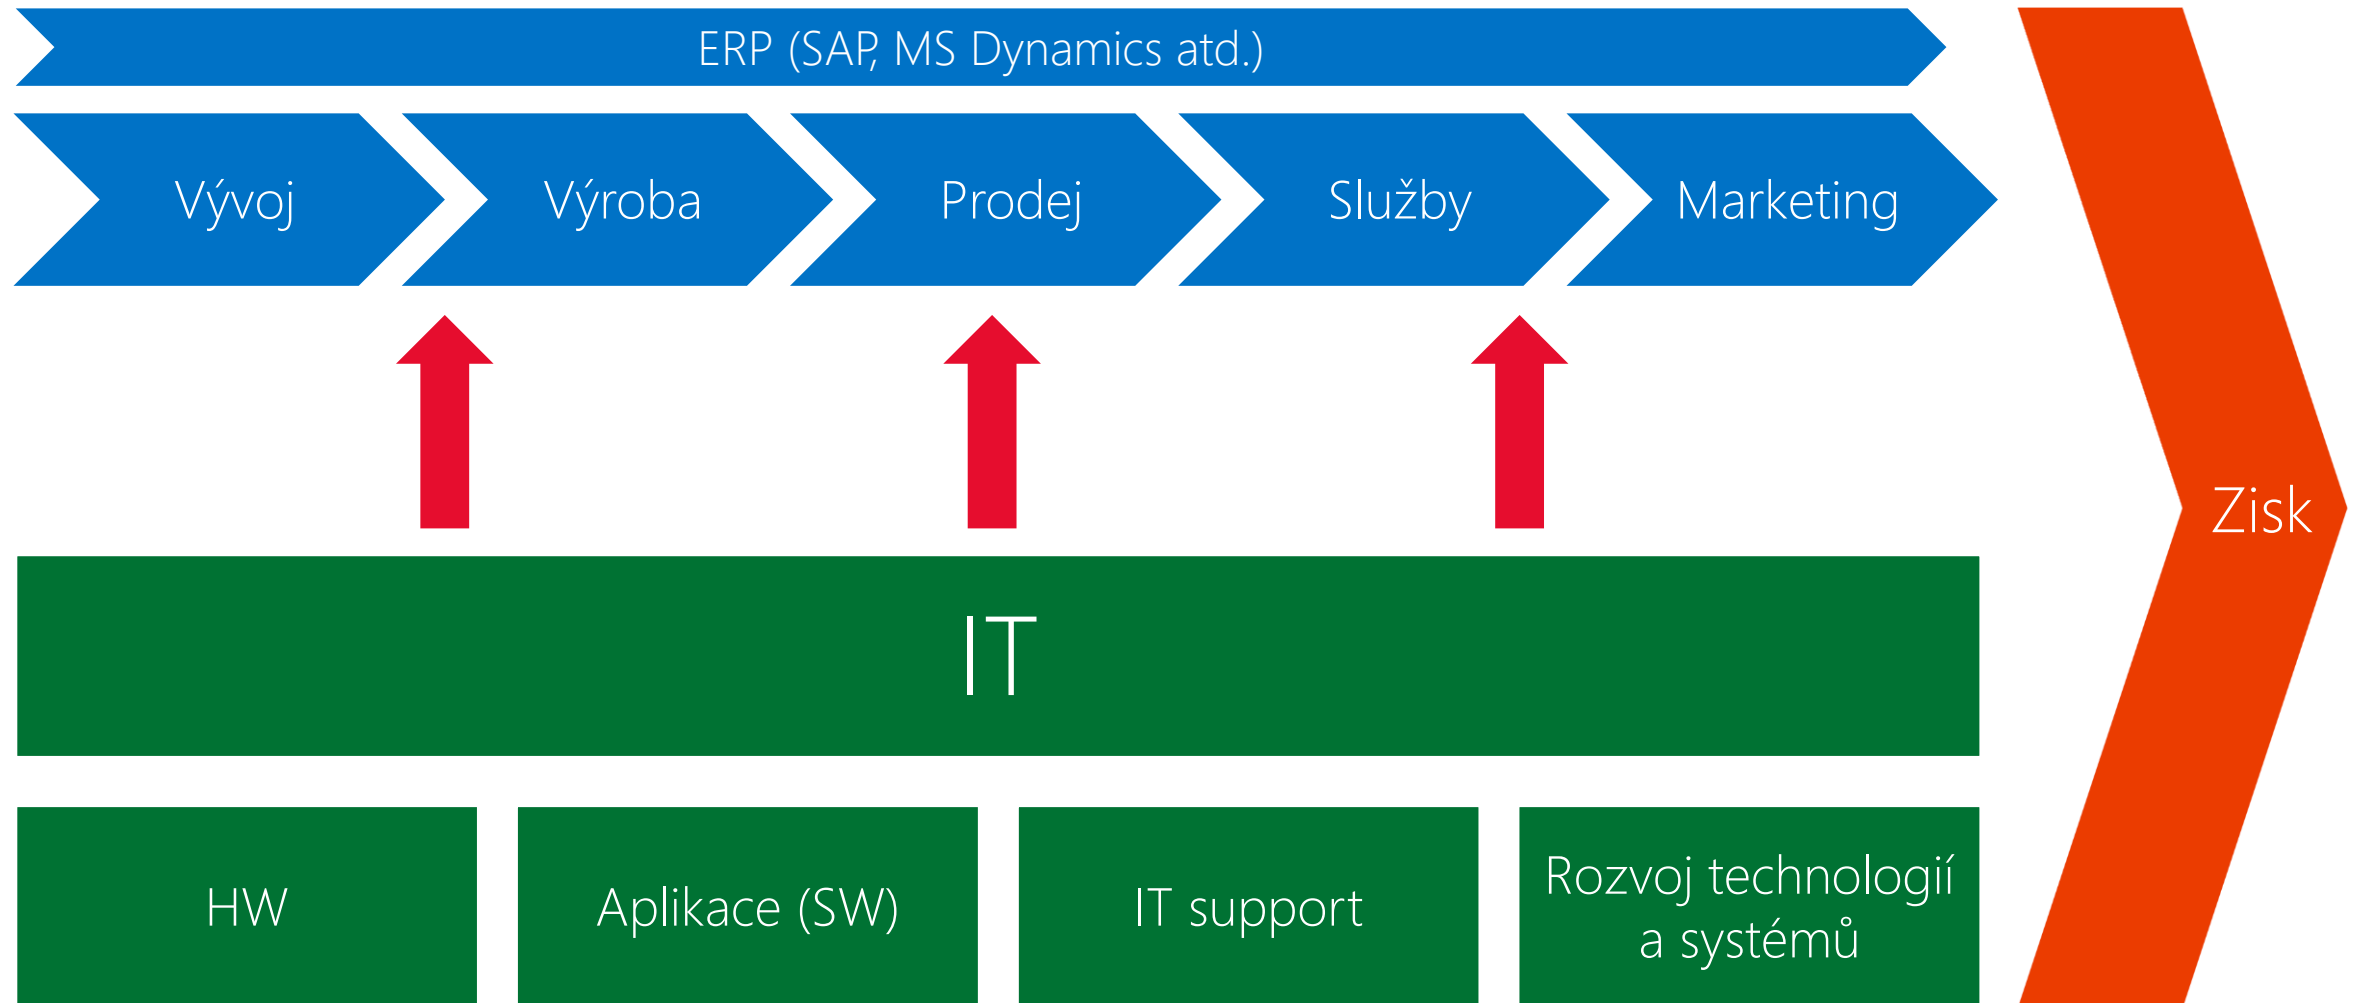 ERP (SAP, MS Dynamics atd.)
Vývoj
Výroba
Prodej
Služby
Marketing
Zisk
IT
HW
Aplikace (SW)
IT support
Rozvoj technologií
a systémů